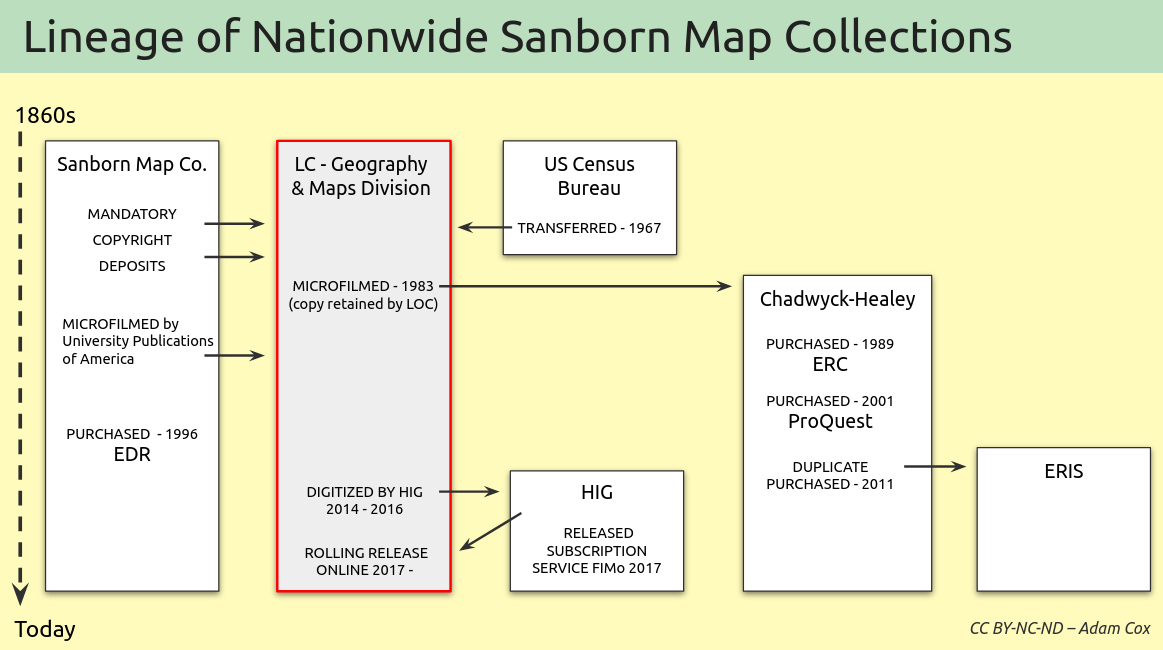 Lineage of Nationwide Sanborn Map Collections
1860s
Sanborn Map Co.
MANDATORY
COPYRIGHT
DEPOSITS
MICROFILMED by
University Publications
of America
PURCHASED - 1996
EDR
LC - Geography
& Maps Division
MICROFILMED - 1983
(copy retained by LOC)
DIGITIZED BY HIG
2014 - 2016
ROLLING RELEASE
ONLINE 2017 -
US Census
Bureau
TRANSFERRED - 1967
HIG
RELEASED
SUBSCRIPTION
SERVICE FIMo 2017
Chadwyck-Healey
PURCHASED - 1989
ERC
PURCHASED - 2001
ProQuest
DUPLICATE
PURCHASED - 2011
ERIS
Today
CC BY-NC-ND – Adam Cox